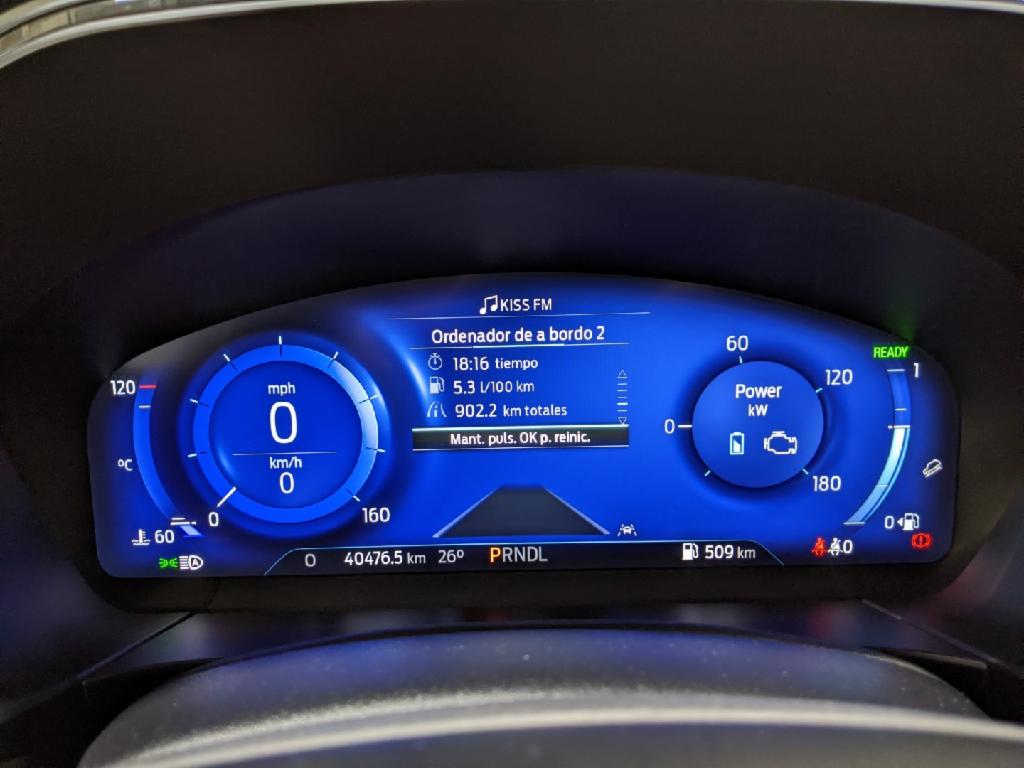 KISS FM
Ordenador de a bordo 2
18:16 tiempo
5.3 l/100 km
902.2 km totales
Mant. puls. OK p. reinic.
120
°C
60
mph
0
km/h
0
0
160
60
120
0
180
Power
kW
READY
1
0
A
0
40476.5 km
26°
PRNDL
509 km
0